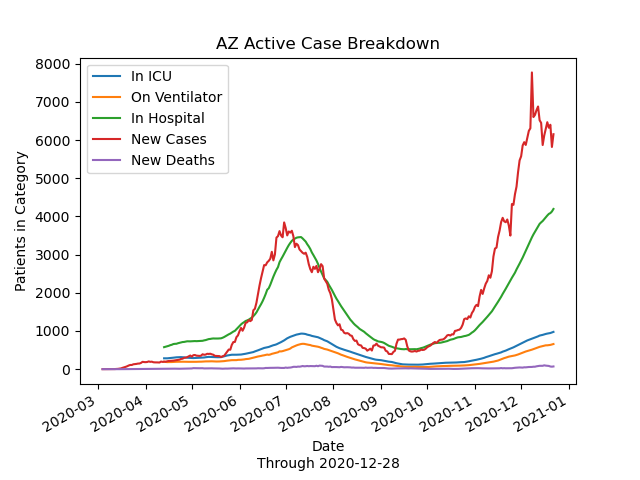 AZ Active Case Breakdown
In ICU
On Ventilator
In Hospital
New Cases
New Deaths
8000
7000
6000
5000
4000
3000
2000
1000
0
Patients in Category
2020-03
2020-04
2020-05
2020-06
2020-07
2020-08
2020-09
2020-10
2020-11
2020-12
2021-01
Date
Through 2020-12-28